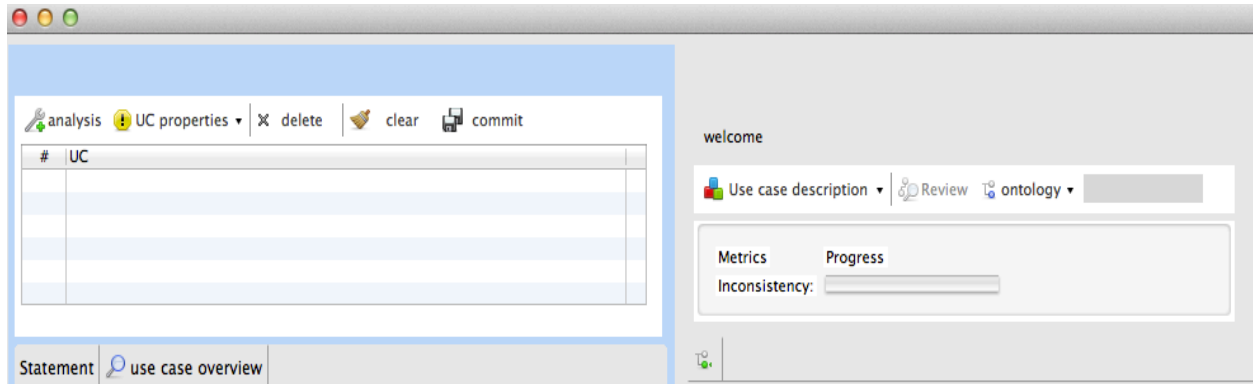 analysis UC properties delete clear commit
# UC
Statement use case overview
welcome
Use case description Review ontology
Metrics Progress
Inconsistency: